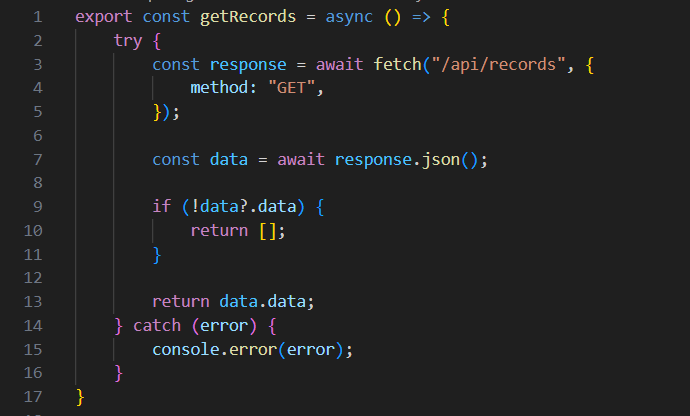 1 export const getRecords = async () => {
2     try {
3         const response = await fetch("/api/records", {
4             method: "GET",
5         });
6
7         const data = await response.json();
8
9         if (!data?.data) {
10             return [];
11         }
12
13         return data.data;
14     } catch (error) {
15         console.error(error);
16     }
17 }